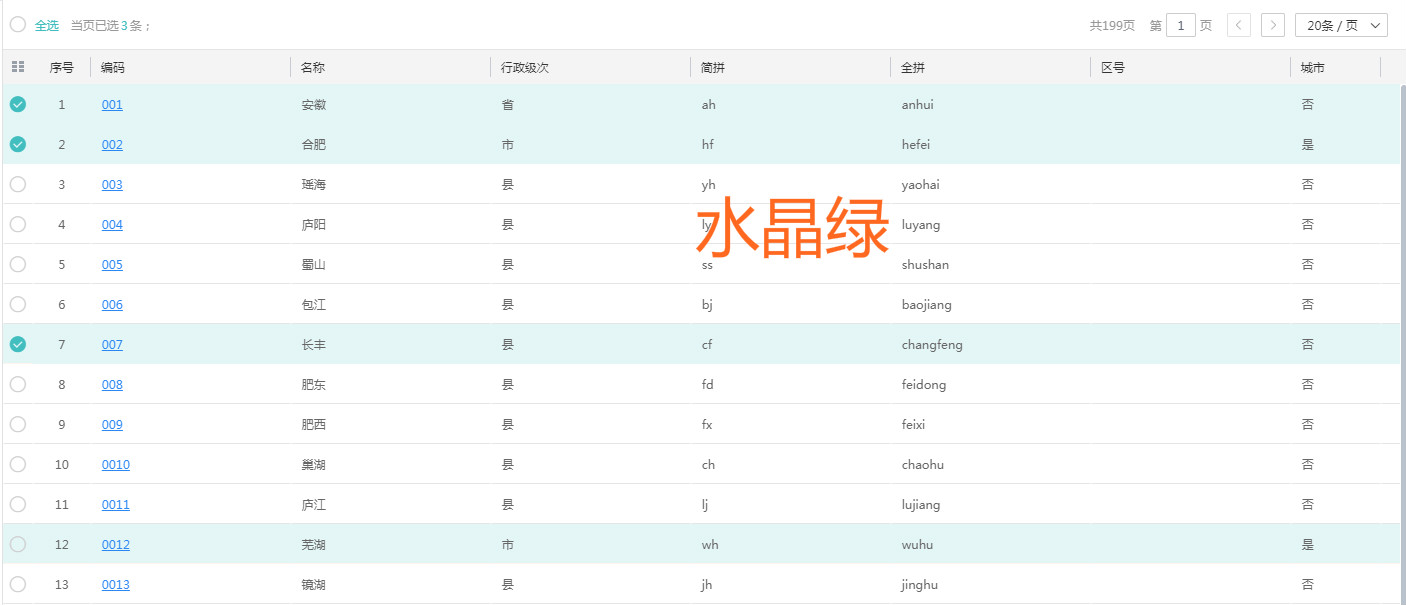 全选 当页已选3条； 共199页 第 1 页 20条 / 页
序号 编码 名称 行政级次 简拼 全拼 区号 城市
1 001 安徽 省 ah anhui 否
2 002 合肥 市 hf hefei 是
3 003 瑶海 县 yh yaohai 否
水晶绿
4 004 庐阳 县 ly luyang 否
5 005 蜀山 县 ss shushan 否
6 006 包江 县 bj baojiang 否
7 007 长丰 县 cf changfeng 否
8 008 肥东 县 fd feidong 否
9 009 肥西 县 fx feixi 否
10 0010 巢湖 县 ch chaohu 否
11 0011 庐江 县 lj lujiang 否
12 0012 芜湖 市 wh wuhu 是
13 0013 镜湖 县 jh jinghu 否